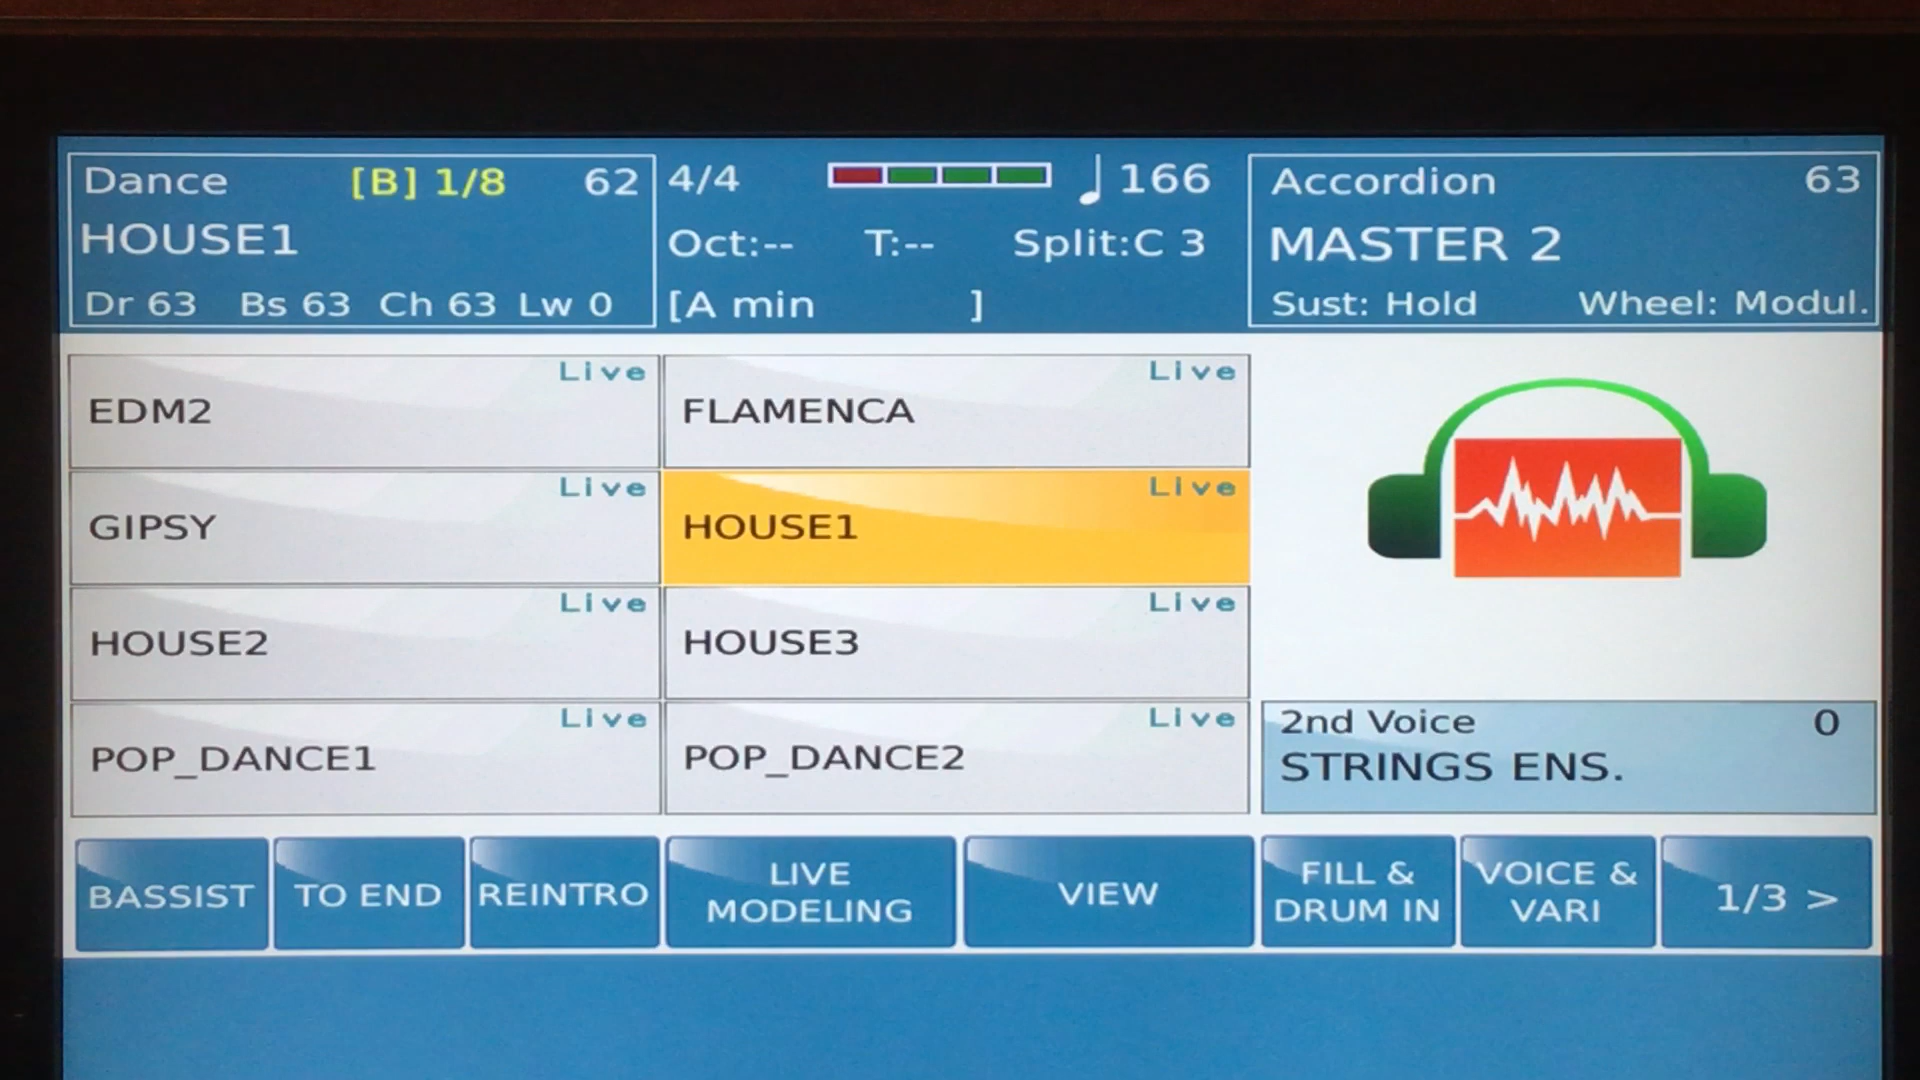 Dance [B] 1/8 62
HOUSE1
Dr 63 Bs 63 Ch 63 Lw 0
4/4 166
Oct:-- T:-- Split:C 3
[A min ]
Accordion 63
MASTER 2
Sust: Hold Wheel: Modul.
Live
EDM2
Live
FLAMENCA
Live
GIPSY
Live
HOUSE1
Live
HOUSE2
Live
HOUSE3
Live
POP_DANCE1
Live
POP_DANCE2
2nd Voice 0
STRINGS ENS.
BASSIST
TO END
REINTRO
LIVE
MODELING
VIEW
FILL &
DRUM IN
VOICE &
VARI
1/3 >